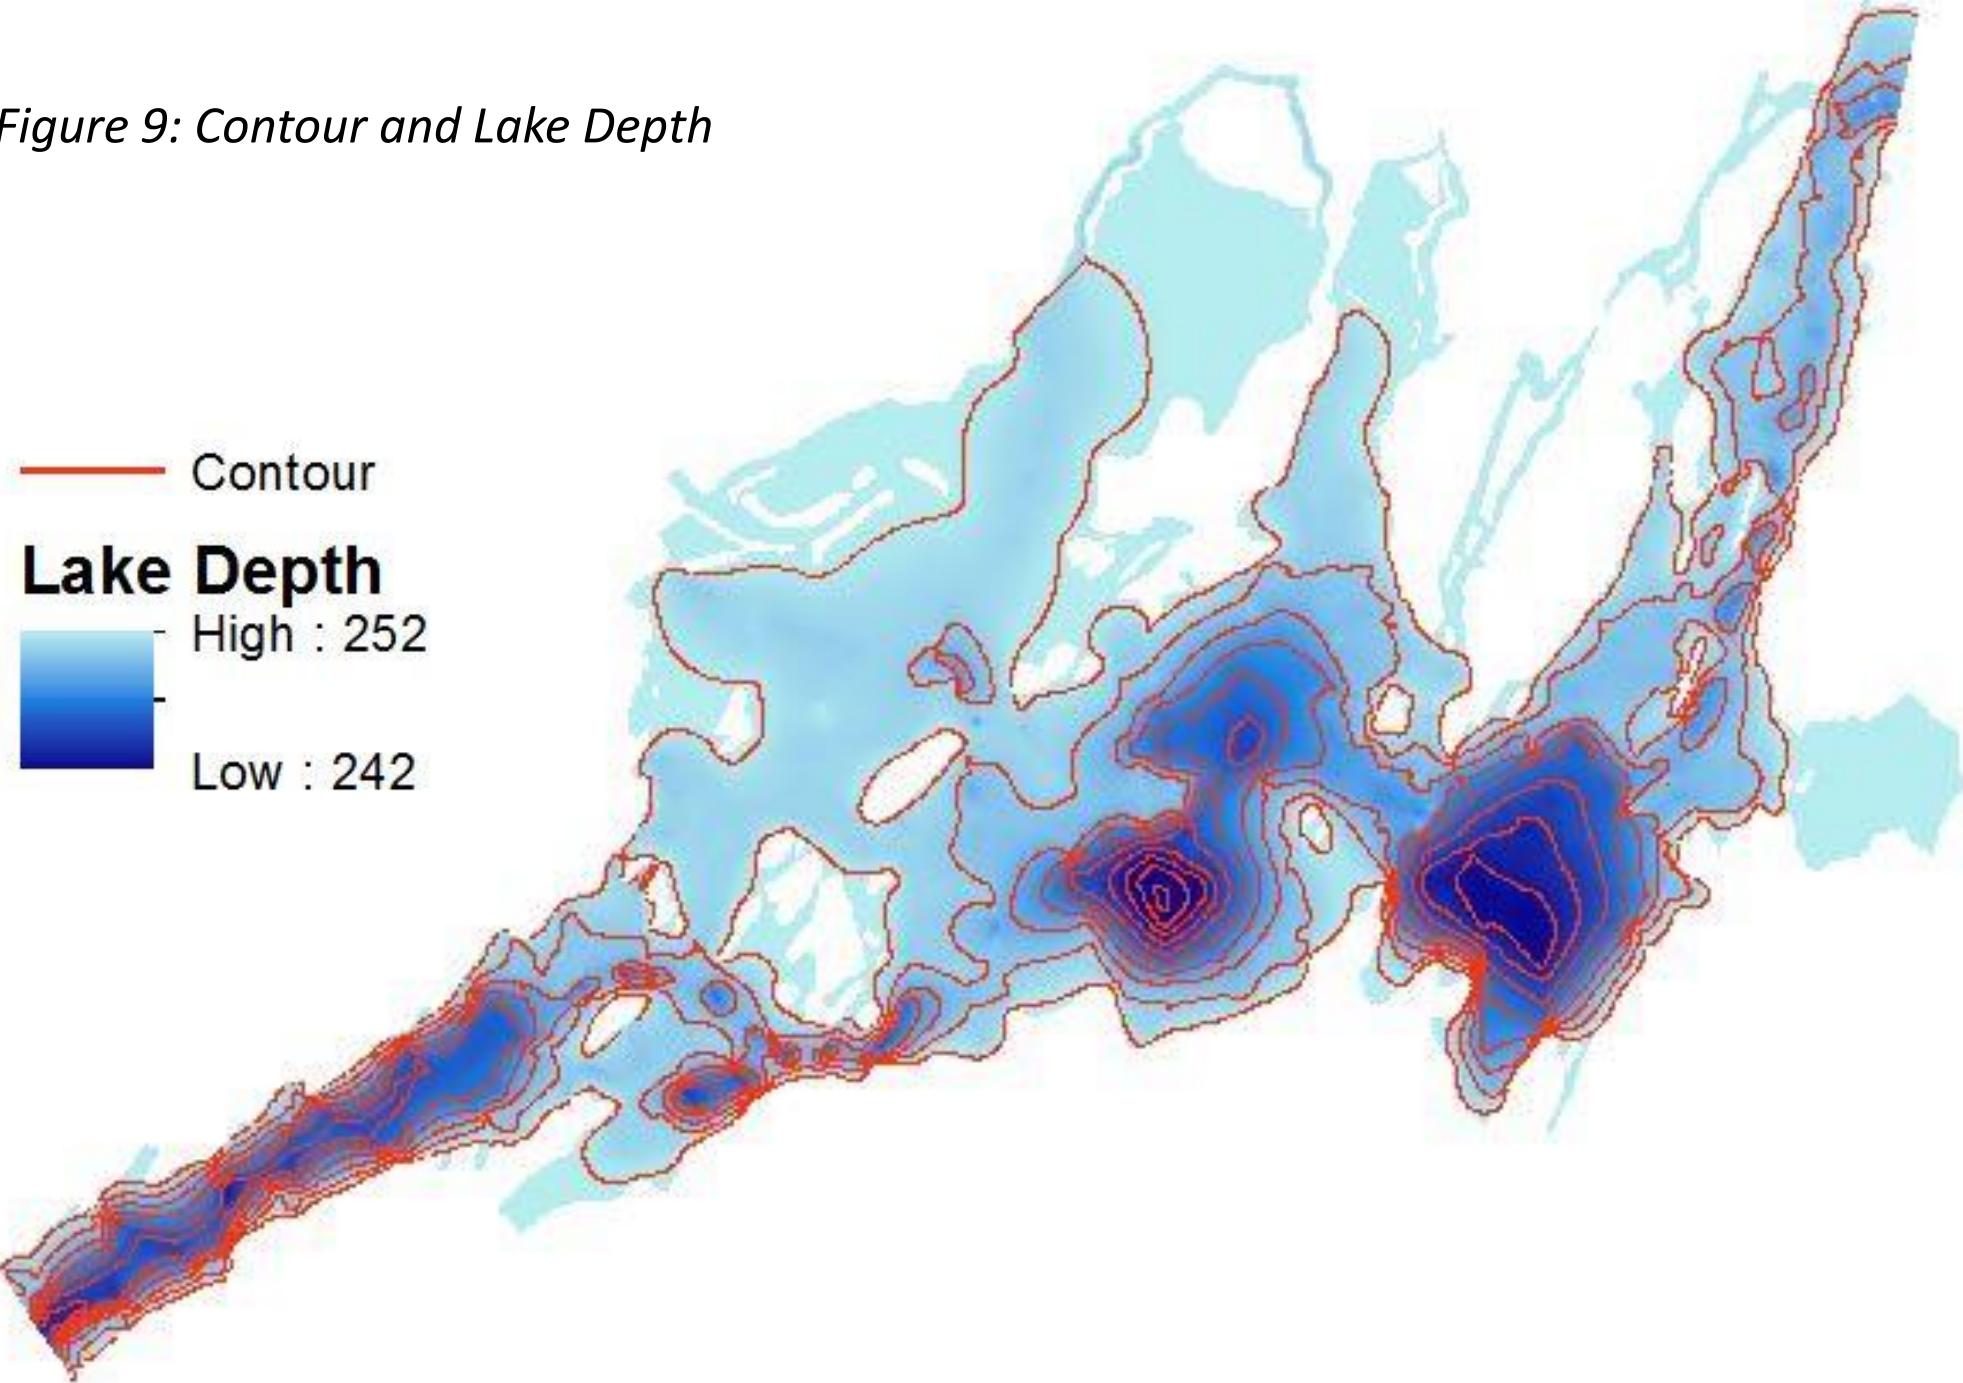 Figure 9: Contour and Lake Depth
Contour
Lake Depth
High : 252
Low : 242